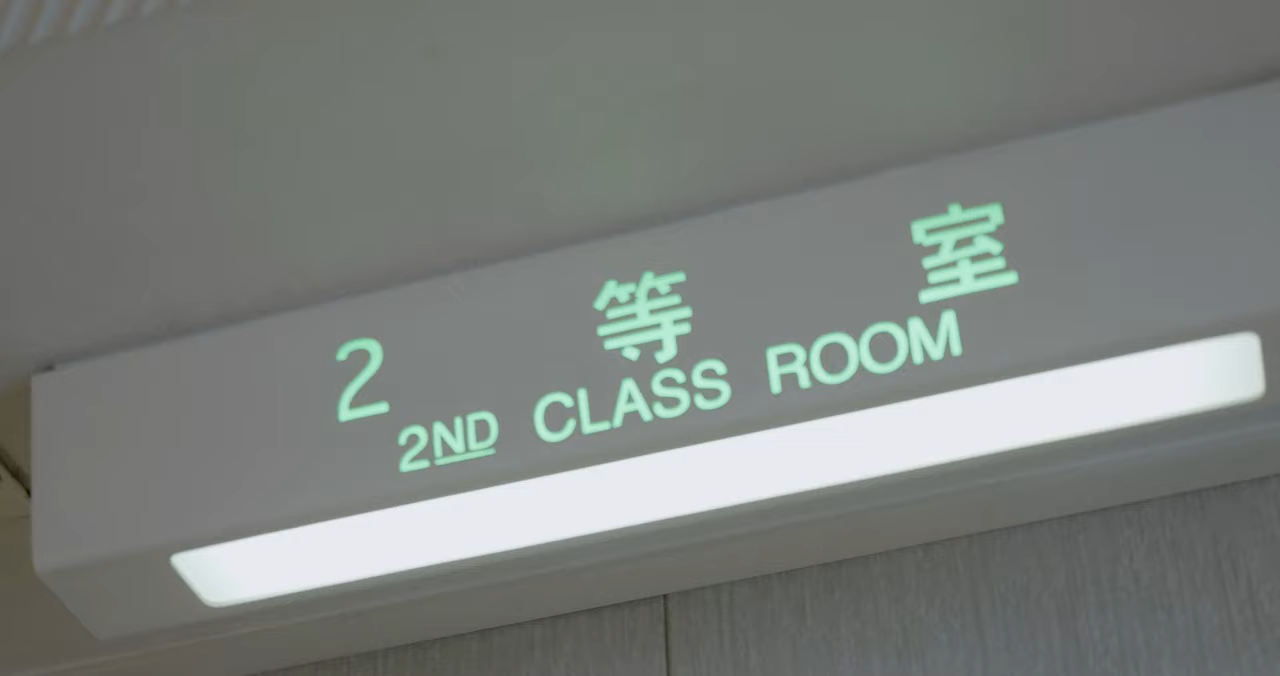 2 等 室
2ND CLASS ROOM